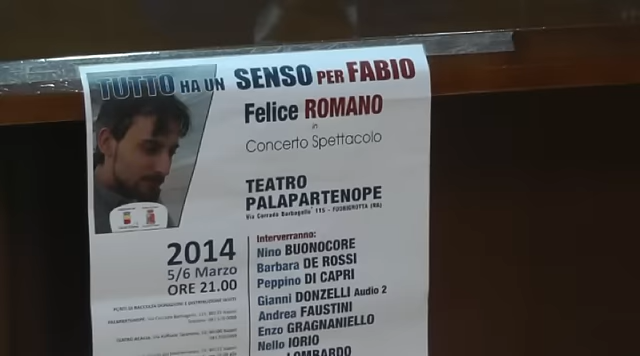 TUTTO HA UN SENSO PER FABIO
Felice ROMANO
in
Concerto Spettacolo
TEATRO
PALAPARTENOPE
Via Corrado Barbagallo 115 - FUORIGROTTA (NA)
2014
5/6 Marzo
ORE 21.00
Interverranno:
Nino BUONOCORE
Barbara DE ROSSI
Peppino DI CAPRI
Gianni DONZELLI Audio 2
Andrea FAUSTINI
Enzo GRAGNANIELLO
Nello IORIO
LOMBARDO